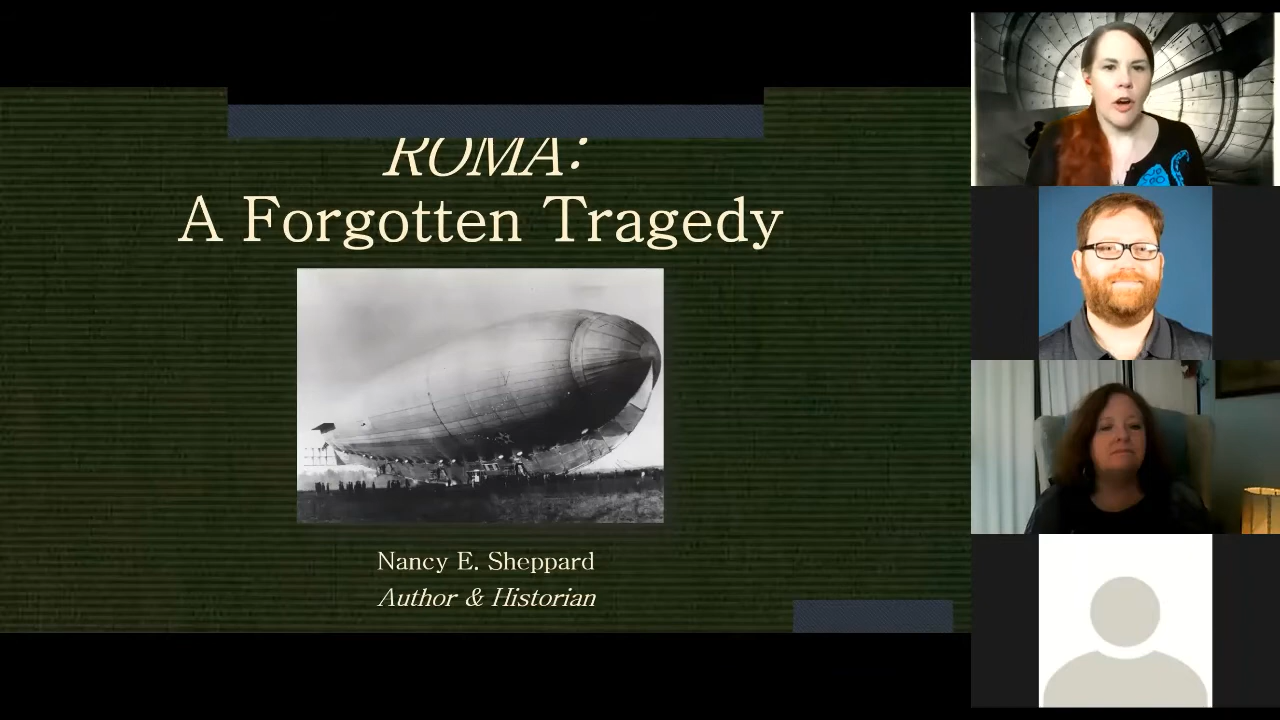 ROMA:
A Forgotten Tragedy
Nancy E. Sheppard
Author & Historian